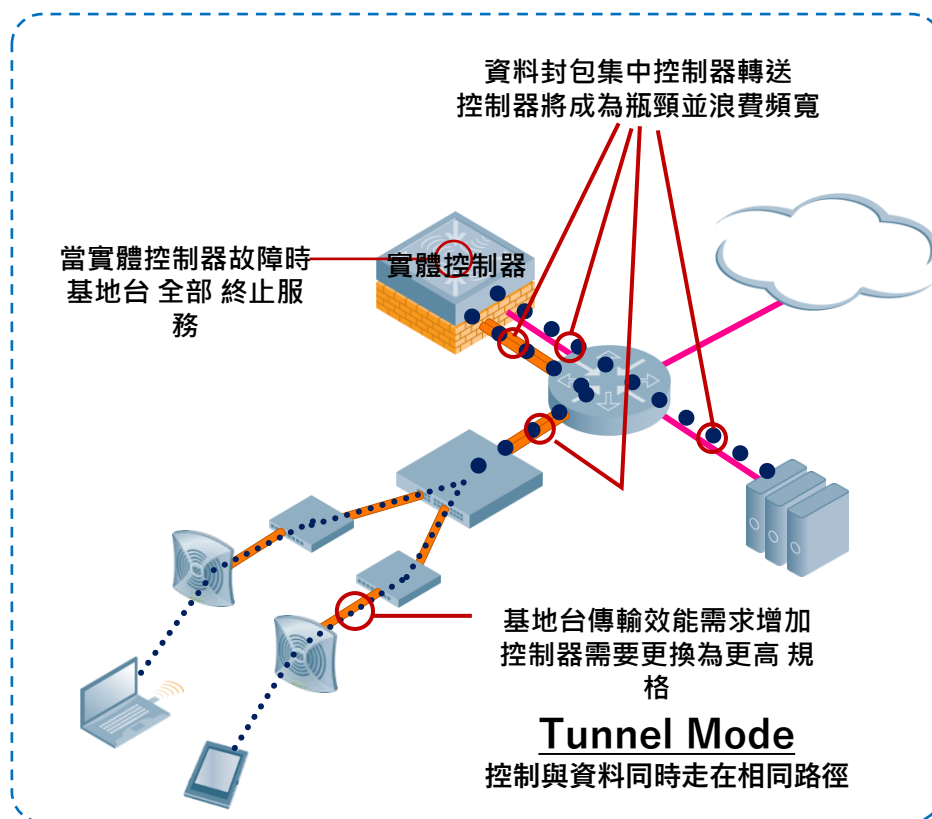 資料封包集中控制器轉送
控制器將成為瓶頸並浪費頻寬
當實體控制器故障時
基地台 全部 終止服
務
實體控制器
基地台傳輸效能需求增加
控制器需要更換為更高 規
格
Tunnel Mode
控制與資料同時走在相同路徑